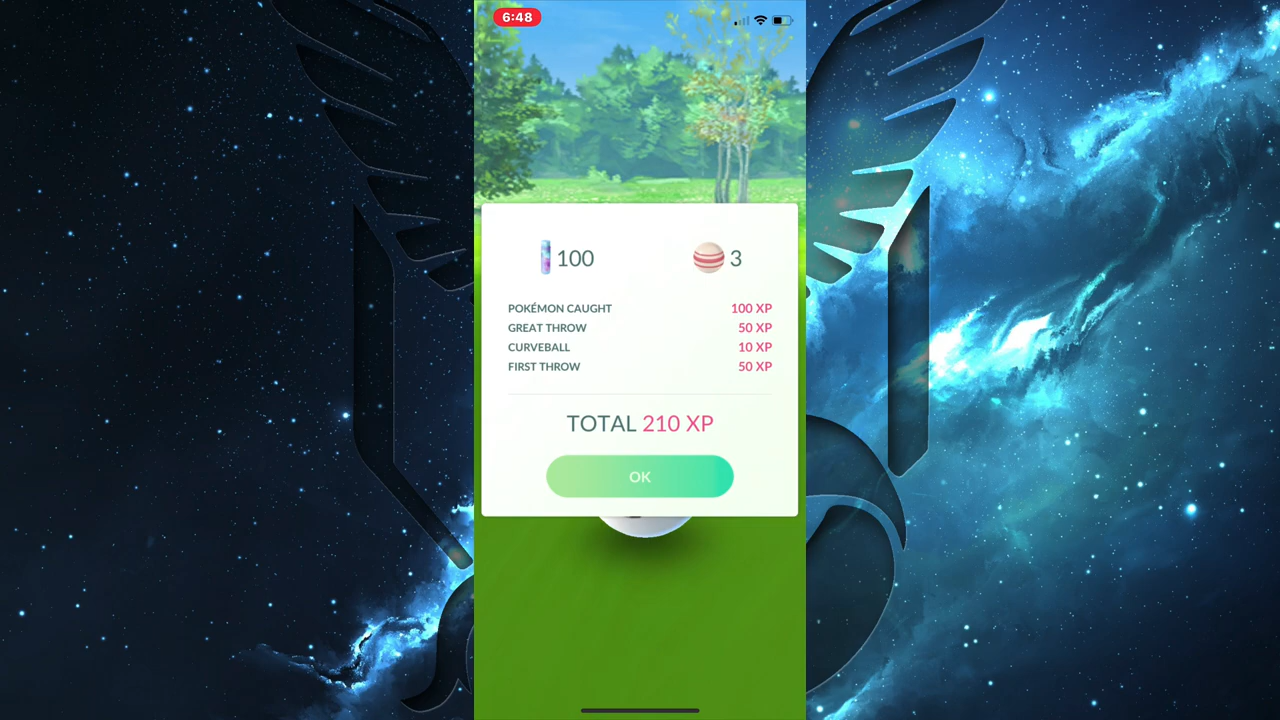 6:48
100 3
POKÉMON CAUGHT 100 XP
GREAT THROW 50 XP
CURVEBALL 10 XP
FIRST THROW 50 XP
TOTAL 210 XP
OK